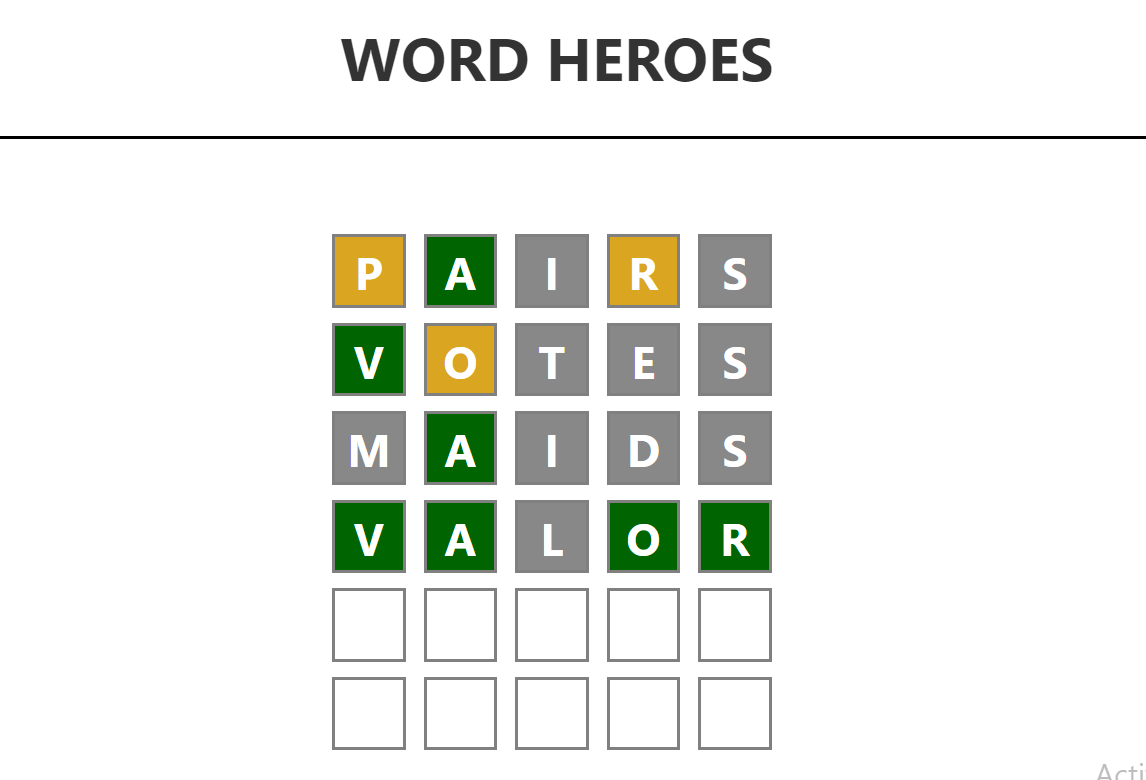 WORD HEROES
P A I R S
V O T E S
M A I D S
V A L O R
Acti